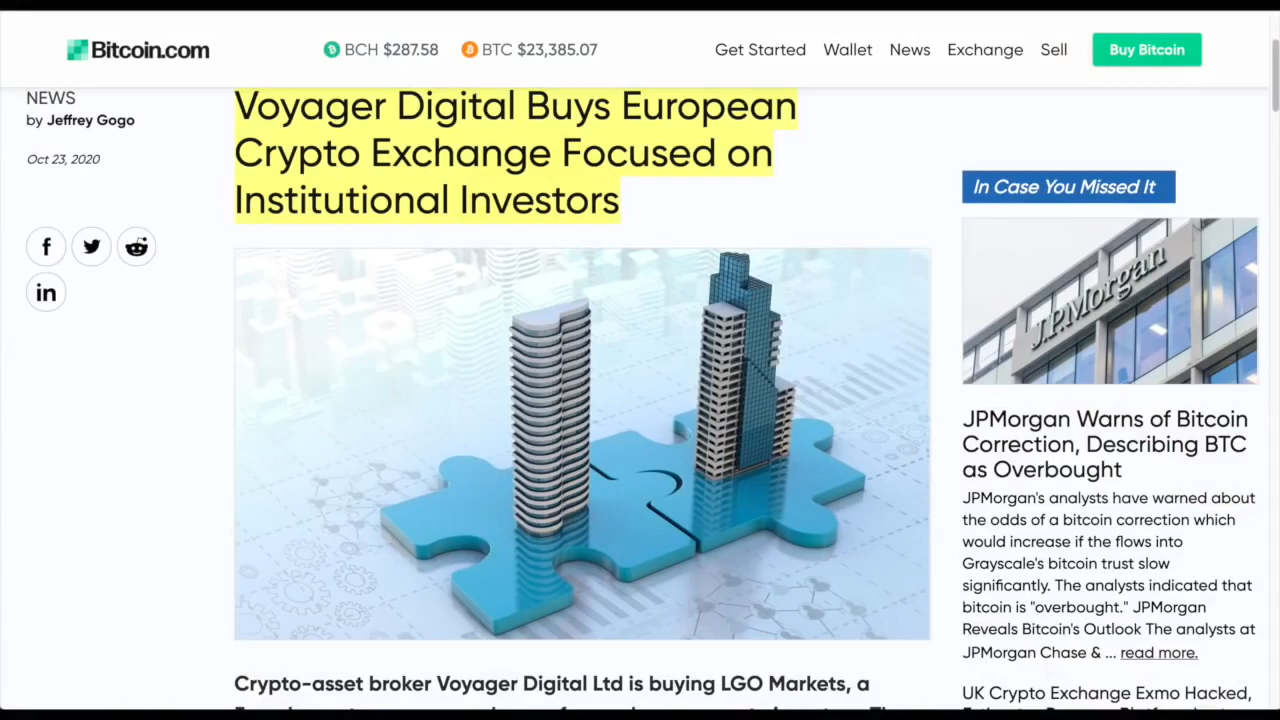 Bitcoin.com
BCH $287.58 BTC $23,385.07
Get Started Wallet News Exchange Sell Buy Bitcoin
NEWS
by Jeffrey Gogo
Oct 23, 2020
Voyager Digital Buys European
Crypto Exchange Focused on
Institutional Investors
Crypto-asset broker Voyager Digital Ltd is buying LGO Markets, a
In Case You Missed It
J.P.Morgan
JPMorgan Warns of Bitcoin
Correction, Describing BTC
as Overbought
JPMorgan's analysts have warned about
the odds of a bitcoin correction which
would increase if the flows into
Grayscale's bitcoin trust slow
significantly. The analysts indicated that
bitcoin is "overbought." JPMorgan
Reveals Bitcoin's Outlook The analysts at
JPMorgan Chase & ... read more.
UK Crypto Exchange Exmo Hacked,